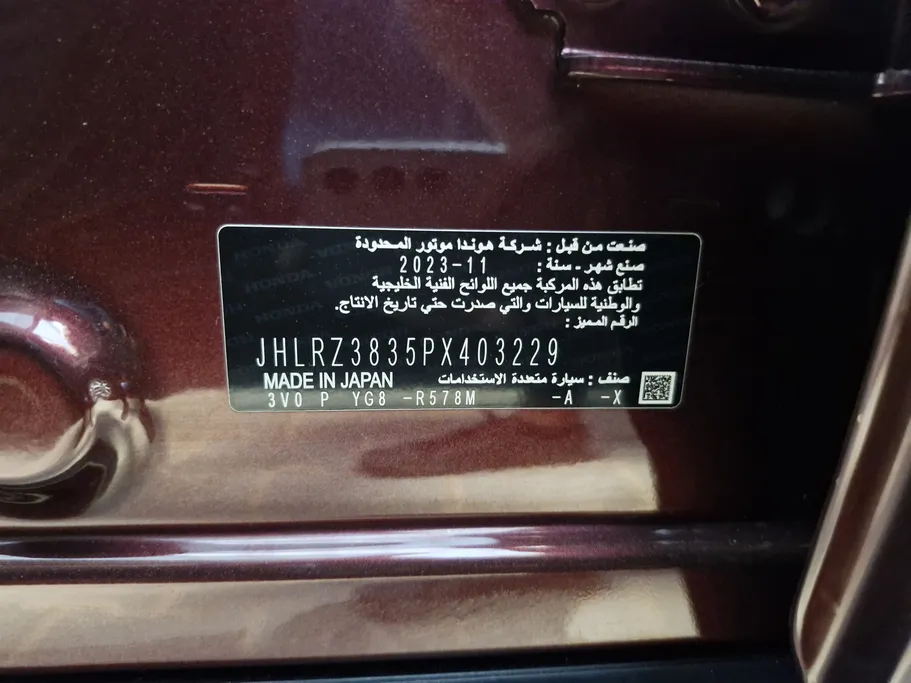 صنعت من قبل : شركة هوندا موتور المحدودة
صنع شهر - سنة : 2023-11
تطابق هذه المركبة جميع اللوائح الفنية الخليجية
والوطنية للسيارات والتي صدرت حتي تاريخ الانتاج.
الرقم المميز :
JHLRZ3835PX403229
MADE IN JAPAN صنف : سيارة متعددة الاستخدامات
3V0 P YG8 -R578M -A -X